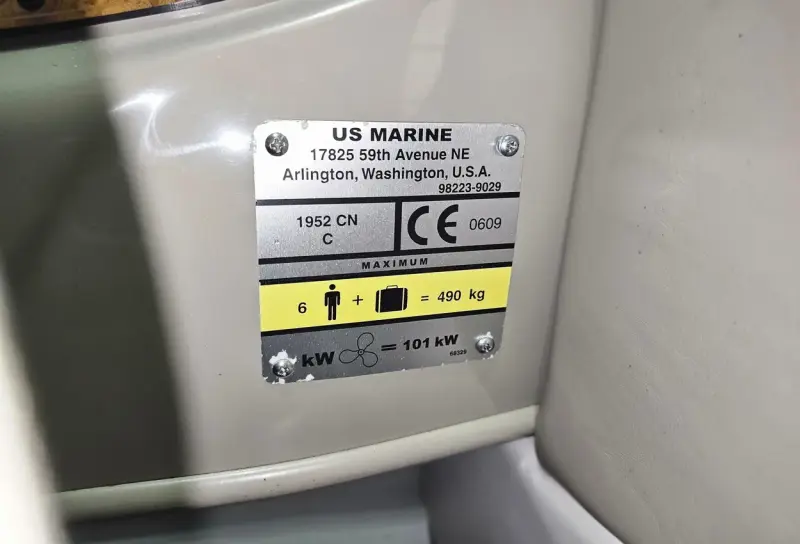 US MARINE
17825 59th Avenue NE
Arlington, Washington, U.S.A.
98223-9029
1952 CN
C
CE 0609
MAXIMUM
6 + = 490 kg
kW = 101 kW